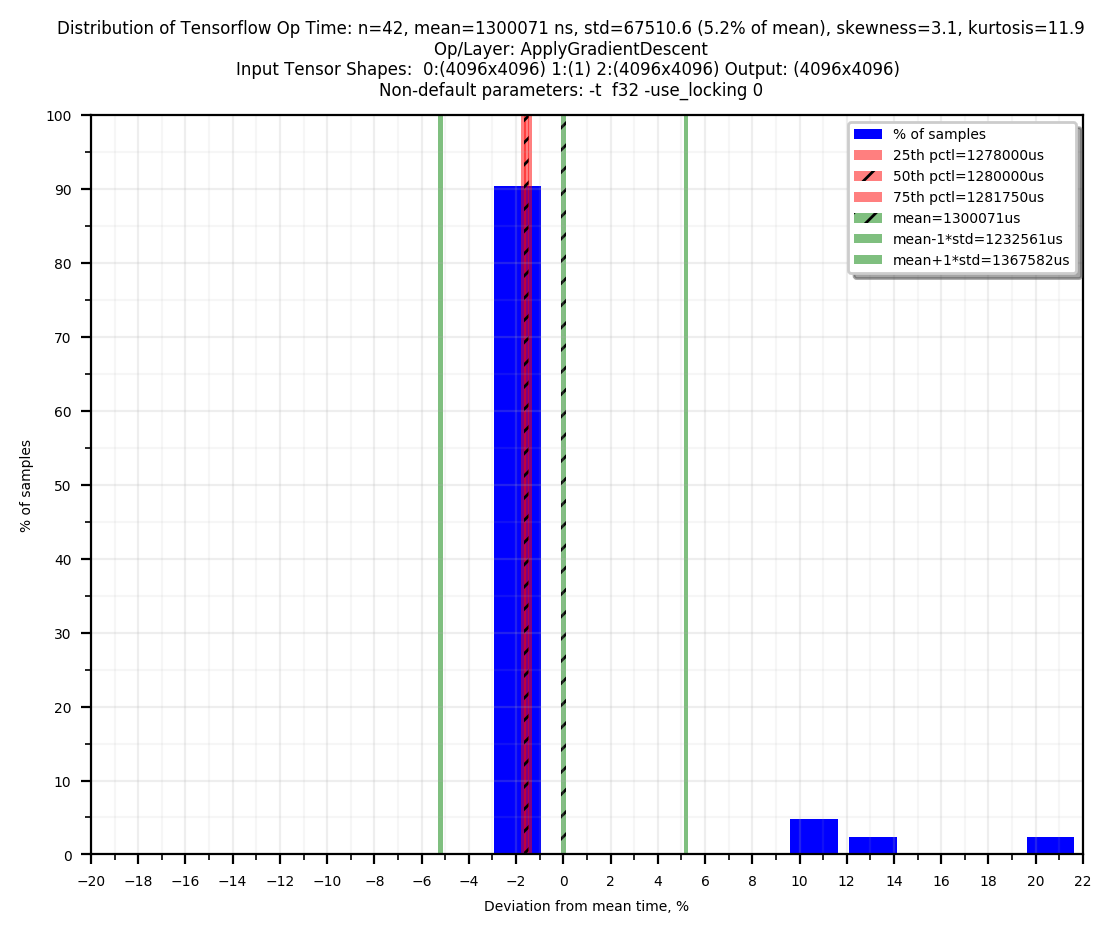 Distribution of Tensorflow Op Time: n=42, mean=1300071 ns, std=67510.6 (5.2% of mean), skewness=3.1, kurtosis=11.9
Op/Layer: ApplyGradientDescent
Input Tensor Shapes:  0:(4096x4096) 1:(1) 2:(4096x4096) Output: (4096x4096)
Non-default parameters: -t  f32 -use_locking 0
% of samples
25th pctl=1278000us
50th pctl=1280000us
75th pctl=1281750us
mean=1300071us
mean-1*std=1232561us
mean+1*std=1367582us
100
90
80
70
60
50
40
30
20
10
0
% of samples
−20 −18 −16 −14 −12 −10 −8 −6 −4 −2 0 2 4 6 8 10 12 14 16 18 20 22
Deviation from mean time, %